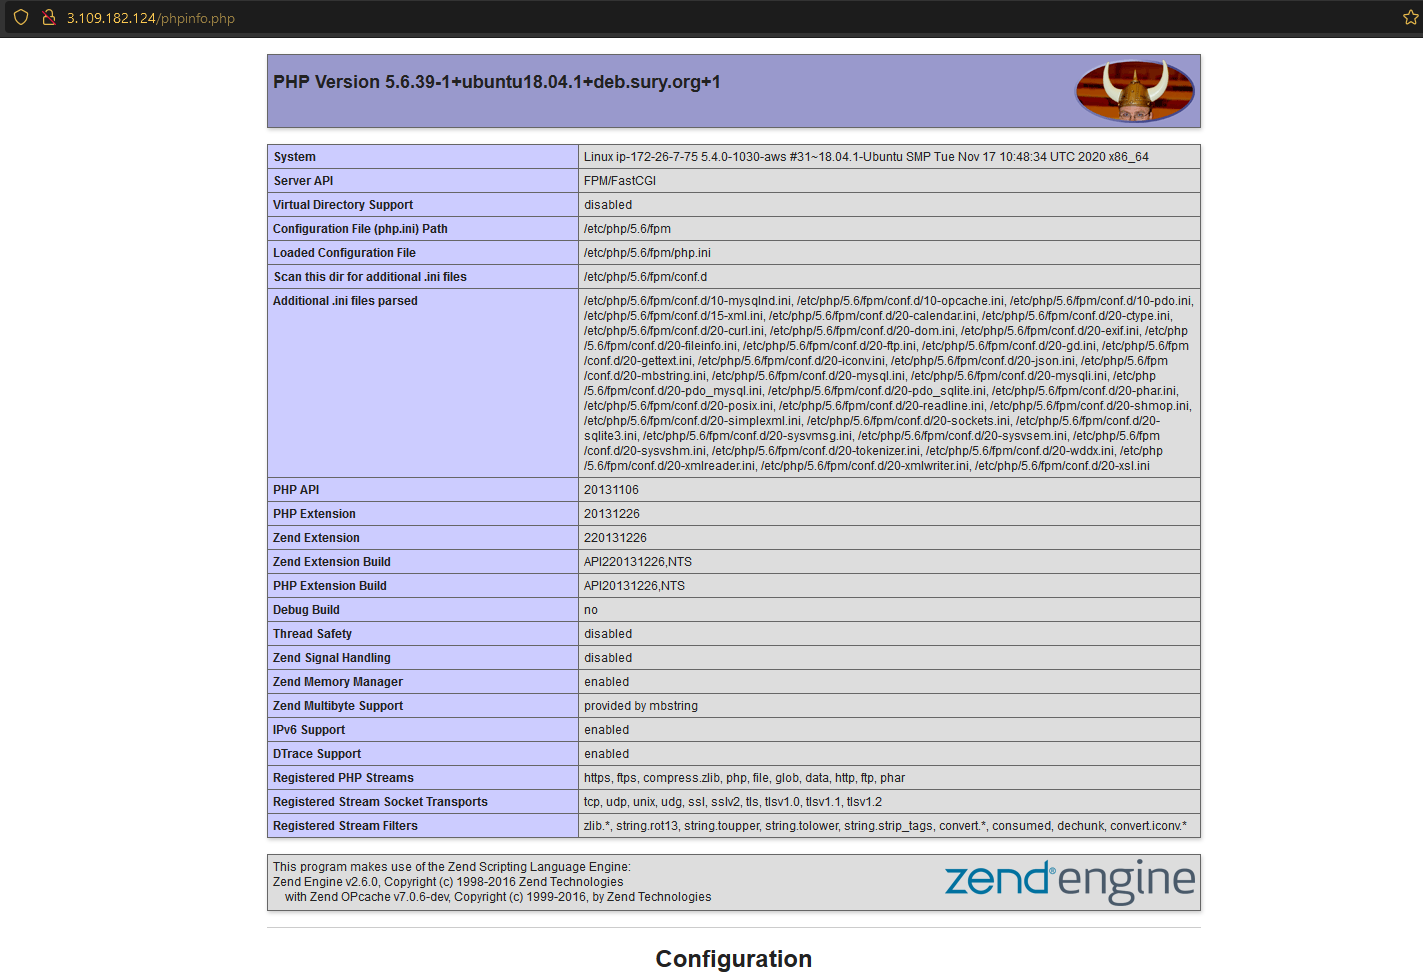 3.109.182.124/phpinfo.php
PHP Version 5.6.39-1+ubuntu18.04.1+deb.sury.org+1
System Linux ip-172-26-7-75 5.4.0-1030-aws #31~18.04.1-Ubuntu SMP Tue Nov 17 10:48:34 UTC 2020 x86_64
Server API FPM/FastCGI
Virtual Directory Support disabled
Configuration File (php.ini) Path /etc/php/5.6/fpm
Loaded Configuration File /etc/php/5.6/fpm/php.ini
Scan this dir for additional .ini files /etc/php/5.6/fpm/conf.d
Additional .ini files parsed /etc/php/5.6/fpm/conf.d/10-mysqlnd.ini, /etc/php/5.6/fpm/conf.d/10-opcache.ini, /etc/php/5.6/fpm/conf.d/10-pdo.ini,
/etc/php/5.6/fpm/conf.d/15-xml.ini, /etc/php/5.6/fpm/conf.d/20-calendar.ini, /etc/php/5.6/fpm/conf.d/20-ctype.ini,
/etc/php/5.6/fpm/conf.d/20-curl.ini, /etc/php/5.6/fpm/conf.d/20-dom.ini, /etc/php/5.6/fpm/conf.d/20-exif.ini, /etc/php
/5.6/fpm/conf.d/20-fileinfo.ini, /etc/php/5.6/fpm/conf.d/20-ftp.ini, /etc/php/5.6/fpm/conf.d/20-gd.ini, /etc/php/5.6/fpm
/conf.d/20-gettext.ini, /etc/php/5.6/fpm/conf.d/20-iconv.ini, /etc/php/5.6/fpm/conf.d/20-json.ini, /etc/php/5.6/fpm
/conf.d/20-mbstring.ini, /etc/php/5.6/fpm/conf.d/20-mysql.ini, /etc/php/5.6/fpm/conf.d/20-mysqli.ini, /etc/php
/5.6/fpm/conf.d/20-pdo_mysql.ini, /etc/php/5.6/fpm/conf.d/20-pdo_sqlite.ini, /etc/php/5.6/fpm/conf.d/20-phar.ini,
/etc/php/5.6/fpm/conf.d/20-posix.ini, /etc/php/5.6/fpm/conf.d/20-readline.ini, /etc/php/5.6/fpm/conf.d/20-shmop.ini,
/etc/php/5.6/fpm/conf.d/20-simplexml.ini, /etc/php/5.6/fpm/conf.d/20-sockets.ini, /etc/php/5.6/fpm/conf.d/20-
sqlite3.ini, /etc/php/5.6/fpm/conf.d/20-sysvmsg.ini, /etc/php/5.6/fpm/conf.d/20-sysvsem.ini, /etc/php/5.6/fpm
/conf.d/20-sysvshm.ini, /etc/php/5.6/fpm/conf.d/20-tokenizer.ini, /etc/php/5.6/fpm/conf.d/20-wddx.ini, /etc/php
/5.6/fpm/conf.d/20-xmlreader.ini, /etc/php/5.6/fpm/conf.d/20-xmlwriter.ini, /etc/php/5.6/fpm/conf.d/20-xsl.ini
PHP API 20131106
PHP Extension 20131226
Zend Extension 220131226
Zend Extension Build API220131226,NTS
PHP Extension Build API20131226,NTS
Debug Build no
Thread Safety disabled
Zend Signal Handling disabled
Zend Memory Manager enabled
Zend Multibyte Support provided by mbstring
IPv6 Support enabled
DTrace Support enabled
Registered PHP Streams https, ftps, compress.zlib, php, file, glob, data, http, ftp, phar
Registered Stream Socket Transports tcp, udp, unix, udg, ssl, sslv2, tls, tlsv1.0, tlsv1.1, tlsv1.2
Registered Stream Filters zlib.*, string.rot13, string.toupper, string.tolower, string.strip_tags, convert.*, consumed, dechunk, convert.iconv.*
This program makes use of the Zend Scripting Language Engine:
Zend Engine v2.6.0, Copyright (c) 1998-2016 Zend Technologies
with Zend OPcache v7.0.6-dev, Copyright (c) 1999-2016, by Zend Technologies
zend® engine
Configuration